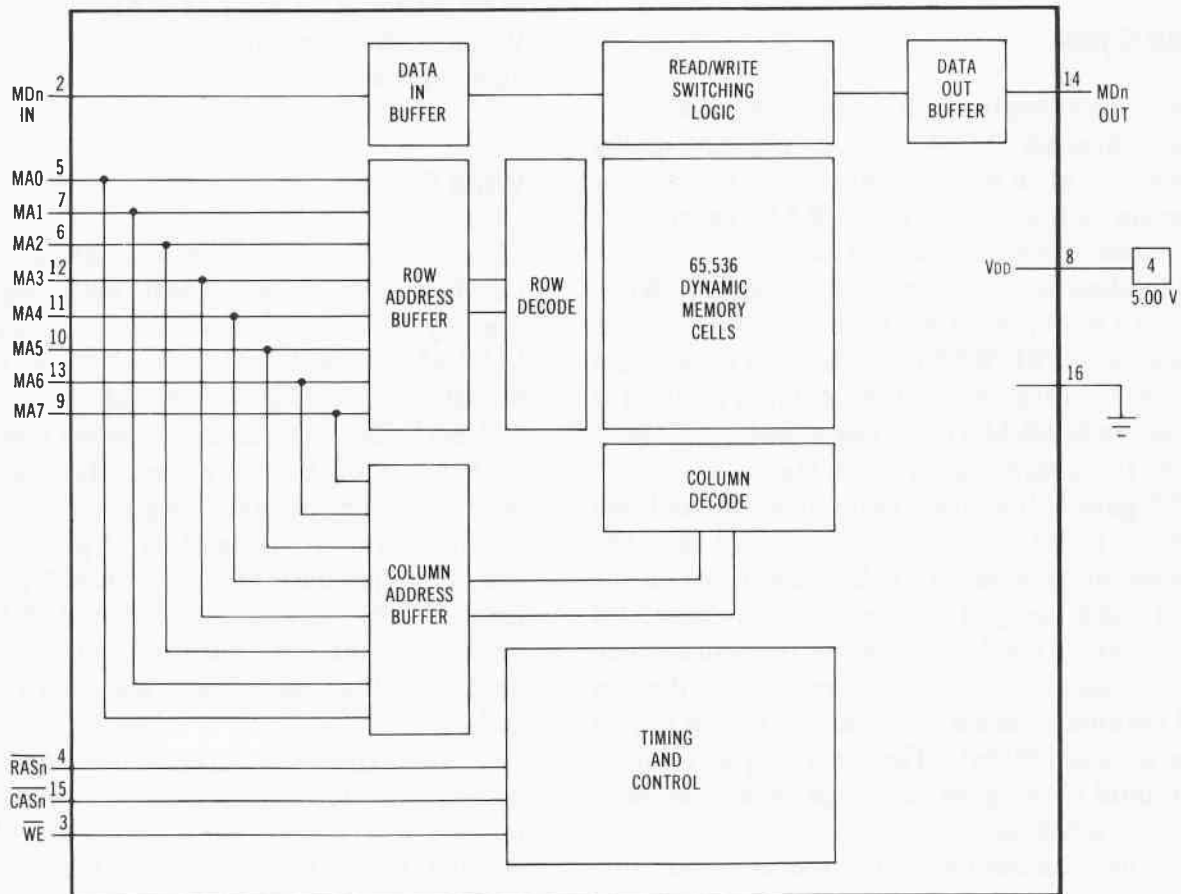 DATA
IN
BUFFER
READ/WRITE
SWITCHING
LOGIC
DATA
OUT
BUFFER
MDn
IN
2
14
MDn
OUT
MA0 5
MA1 7
MA2 6
MA3 12
MA4 11
MA5 10
MA6 13
MA7 9
ROW
ADDRESS
BUFFER
ROW
DECODE
65,536
DYNAMIC
MEMORY
CELLS
VDD
8
4
5.00 V
16
COLUMN
DECODE
COLUMN
ADDRESS
BUFFER
TIMING
AND
CONTROL
RASn 4
CASn 15
WE 3